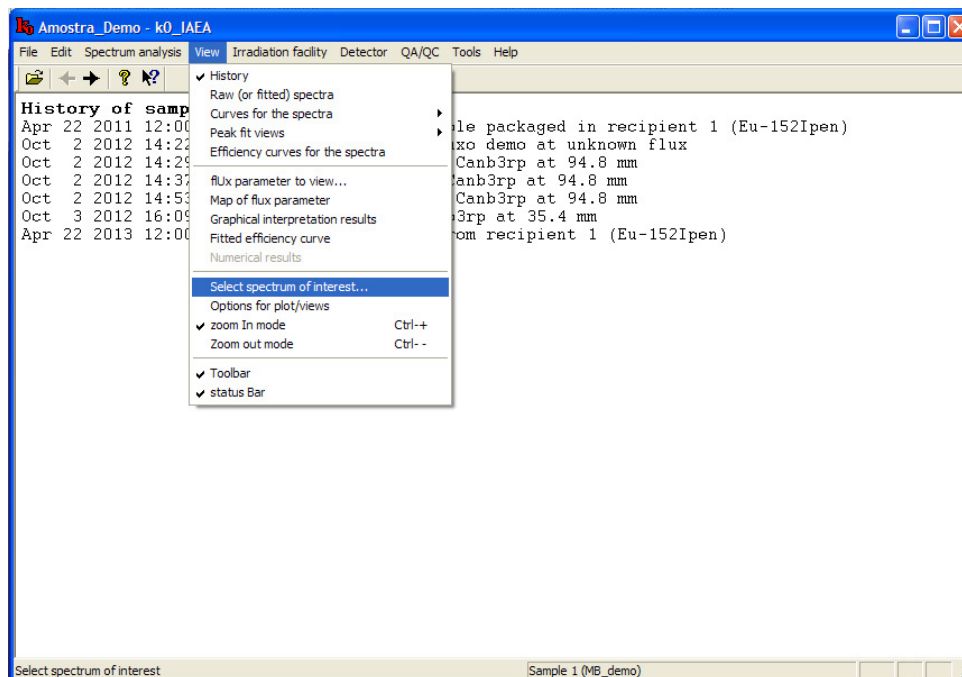 Amostra_Demo - k0_IAEA
File Edit Spectrum analysis View Irradiation facility Detector QA/QC Tools Help
History
Raw (or fitted) spectra
Curves for the spectra
Peak fit views
Efficiency curves for the spectra
flUx parameter to view...
Map of flux parameter
Graphical interpretation results
Fitted efficiency curve
Numerical results
Select spectrum of interest...
Options for plot/views
zoom In mode Ctrl-+
Zoom out mode Ctrl- -
Toolbar
status Bar
History of samp
Apr 22 2011 12:00 le packaged in recipient 1 (Eu-152Ipen)
Oct 2 2012 14:22 xo demo at unknown flux
Oct 2 2012 14:29 Canb3rp at 94.8 mm
Oct 2 2012 14:37 Canb3rp at 94.8 mm
Oct 2 2012 14:53 Canb3rp at 94.8 mm
Oct 3 2012 16:09 3rp at 35.4 mm
Apr 22 2013 12:00 om recipient 1 (Eu-152Ipen)
Select spectrum of interest Sample 1 (MB_demo)